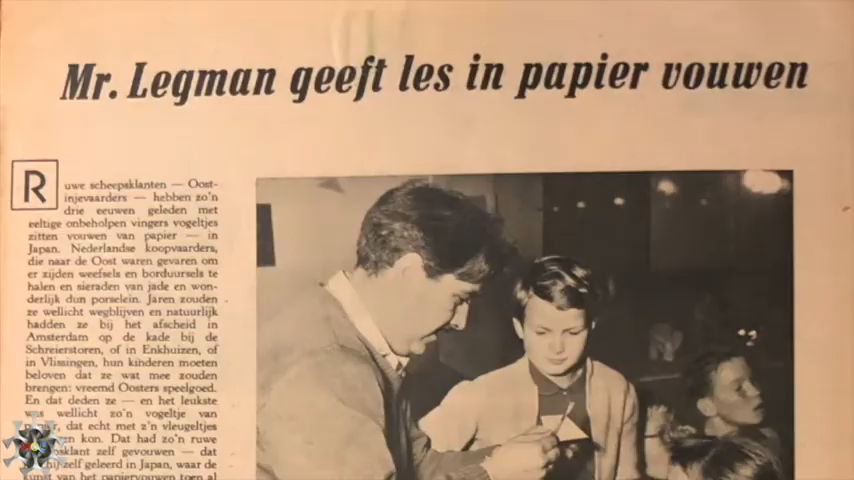 Mr. Legman geeft les in papier vouwen
Ruwe scheepsklanten — Oost-
injevaarders — hebben zo'n
drie eeuwen geleden met
eeltige onbeholpen vingers vogeltjes
zitten vouwen van papier — in
Japan. Nederlandse koopvaarders,
die naar de Oost waren gevaren om
er zijden weefsels en borduursels te
halen en sieraden van jade en won-
derlijk dun porselein. Jaren zouden
ze wellicht wegblijven en natuurlijk
hadden ze bij het afscheid in
Amsterdam op de kade bij de
Schreierstoren, of in Enkhuizen, of
in Vlissingen, hun kinderen moeten
beloven dat ze wat mee zouden
brengen: vreemd Oosters speelgoed.
En dat deden ze — en het leukste
was wellicht zo'n vogeltje van
papier, dat echt met z'n vleugeltjes
kon. Dat had zo'n ruwe
zelf gevouwen — dat
hij zelf geleerd in Japan, waar de
kunst van het papiervouwen toen al